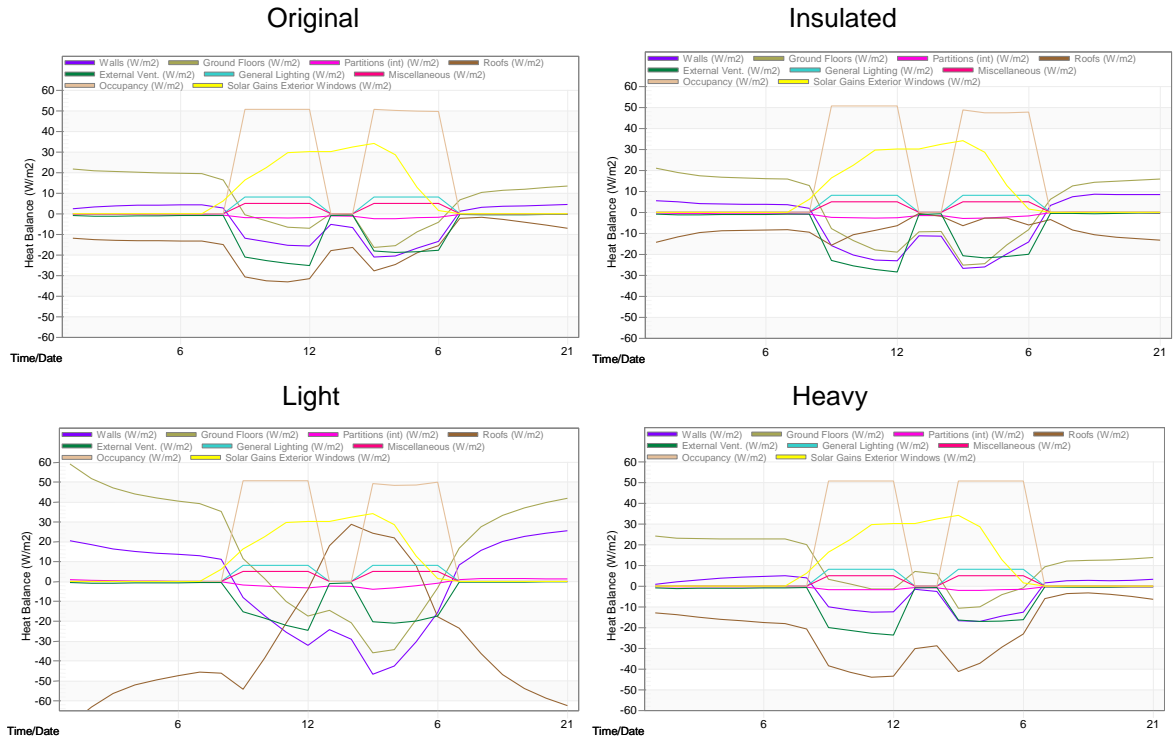 Original
Walls (W/m2) Ground Floors (W/m2) Partitions (int) (W/m2) Roofs (W/m2)
External Vent. (W/m2) General Lighting (W/m2) Miscellaneous (W/m2)
Occupancy (W/m2) Solar Gains Exterior Windows (W/m2)
60
50
40
30
20
10
0
-10
-20
-30
-40
-50
-60
Heat Balance (W/m2)
Time/Date
6 12 6 21
Insulated
Walls (W/m2) Ground Floors (W/m2) Partitions (int) (W/m2) Roofs (W/m2)
External Vent. (W/m2) General Lighting (W/m2) Miscellaneous (W/m2)
Occupancy (W/m2) Solar Gains Exterior Windows (W/m2)
60
50
40
30
20
10
0
-10
-20
-30
-40
-50
-60
Heat Balance (W/m2)
Time/Date
6 12 6 21
Light
Walls (W/m2) Ground Floors (W/m2) Partitions (int) (W/m2) Roofs (W/m2)
External Vent. (W/m2) General Lighting (W/m2) Miscellaneous (W/m2)
Occupancy (W/m2) Solar Gains Exterior Windows (W/m2)
60
50
40
30
20
10
0
-10
-20
-30
-40
-50
-60
Heat Balance (W/m2)
Time/Date
6 12 6 21
Heavy
Walls (W/m2) Ground Floors (W/m2) Partitions (int) (W/m2) Roofs (W/m2)
External Vent. (W/m2) General Lighting (W/m2) Miscellaneous (W/m2)
Occupancy (W/m2) Solar Gains Exterior Windows (W/m2)
60
50
40
30
20
10
0
-10
-20
-30
-40
-50
-60
Heat Balance (W/m2)
Time/Date
6 12 6 21